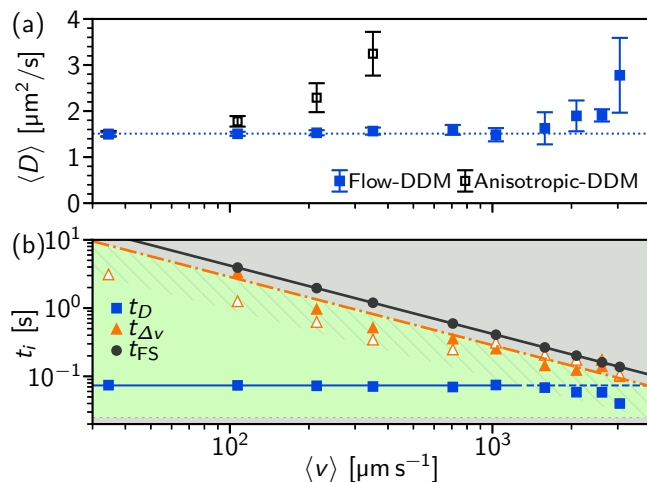 (a)
4
3
2
1
0
⟨D⟩ [µm²/s]
Flow-DDM
Anisotropic-DDM
(b)
10¹
10⁰
10⁻¹
t_i [s]
t_D
t_Δv
t_FS
10²
10³
⟨v⟩ [µm s⁻¹]